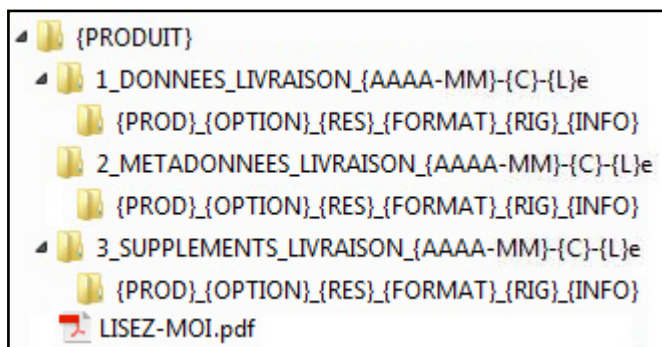 {PRODUIT}
1_DONNEES_LIVRAISON_{AAAA-MM}-{C}-{L}e
{PROD}_{OPTION}_{RES}_{FORMAT}_{RIG}_{INFO}
2_METADONNEES_LIVRAISON_{AAAA-MM}-{C}-{L}e
{PROD}_{OPTION}_{RES}_{FORMAT}_{RIG}_{INFO}
3_SUPPLEMENTS_LIVRAISON_{AAAA-MM}-{C}-{L}e
{PROD}_{OPTION}_{RES}_{FORMAT}_{RIG}_{INFO}
LISEZ-MOI.pdf